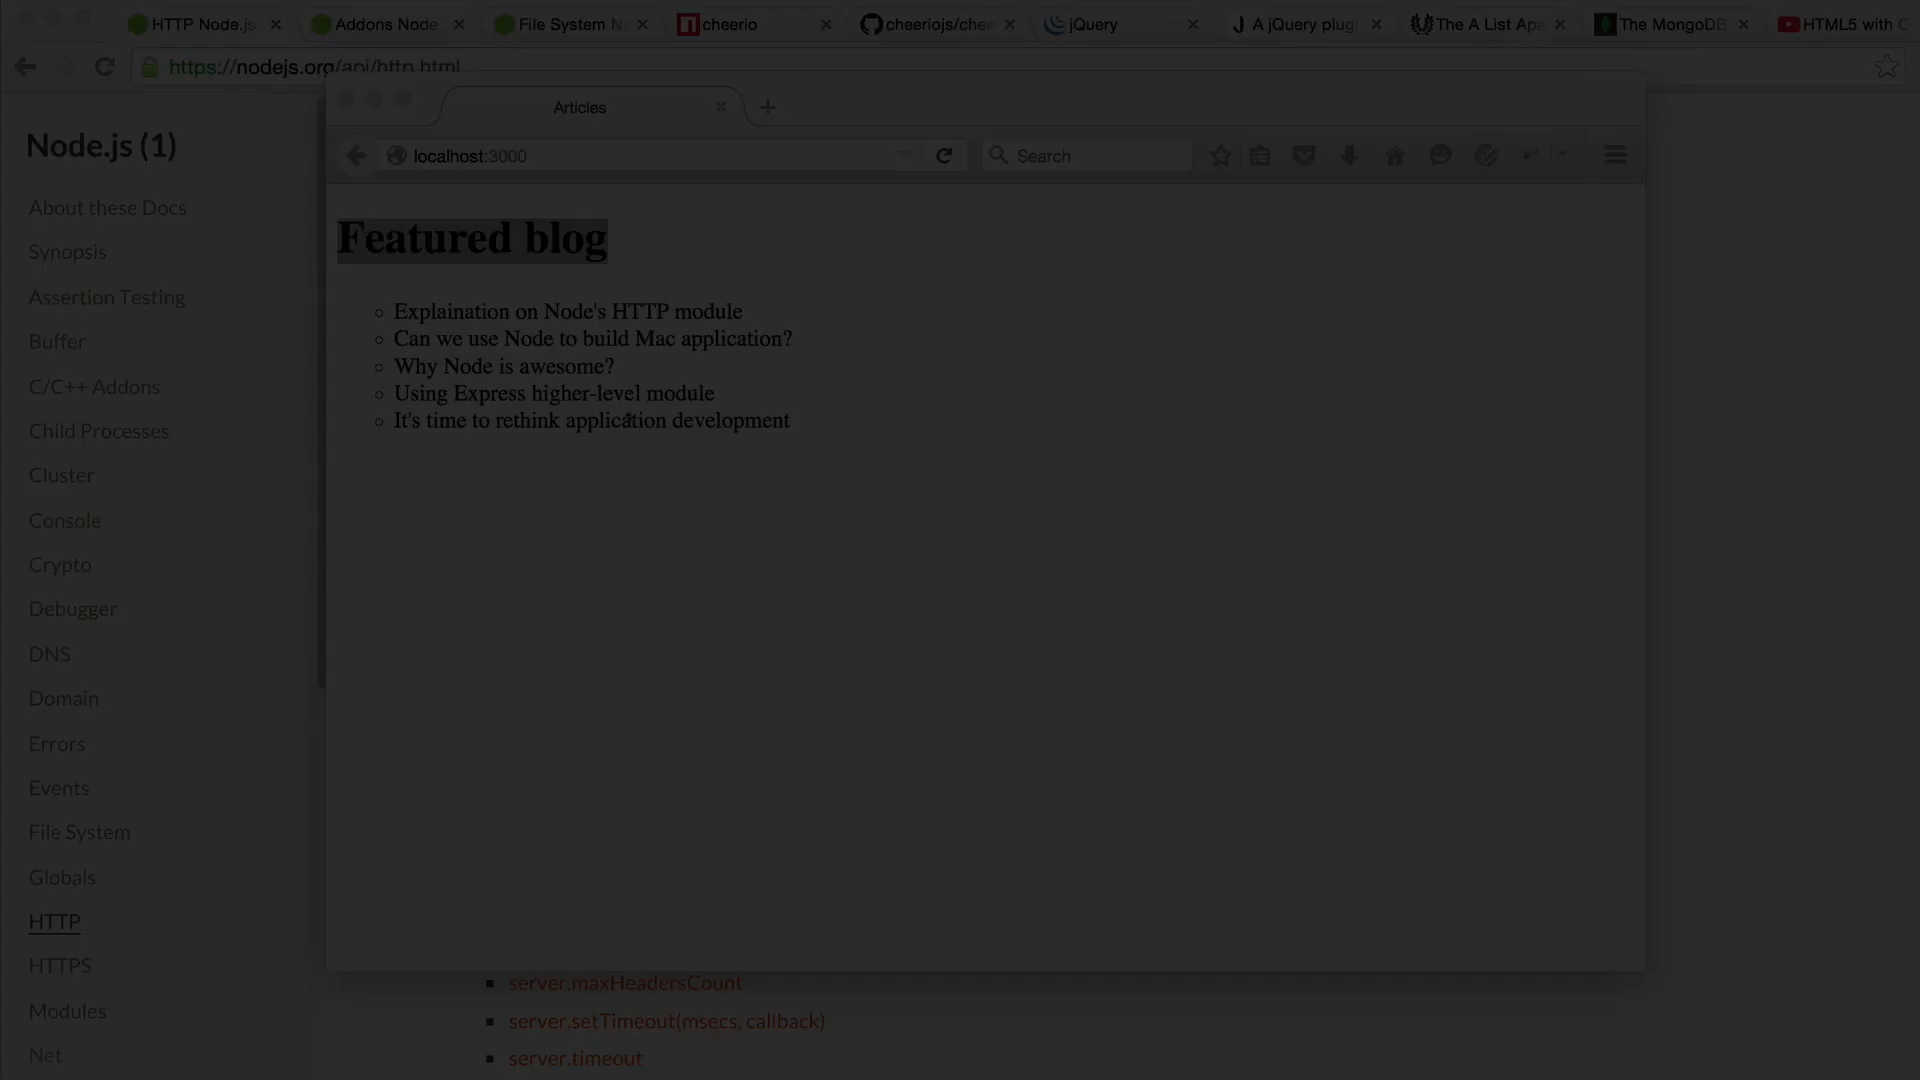 HTTP Node.js
Addons Node.
File System N
cheerio
cheeriojs/chee
jQuery
A jQuery plug
The A List Apa
The MongoDB
HTML5 with C
https://nodejs.org/api/http.html
Articles
localhost:3000
Search
Node.js (1)
About these Docs
Synopsis
Assertion Testing
Buffer
C/C++ Addons
Child Processes
Cluster
Console
Crypto
Debugger
DNS
Domain
Errors
Events
File System
Globals
HTTP
HTTPS
Modules
Net
Featured blog
Explaination on Node's HTTP module
Can we use Node to build Mac application?
Why Node is awesome?
Using Express higher-level module
It's time to rethink application development
server.maxHeadersCount
server.setTimeout(msecs, callback)
server.timeout